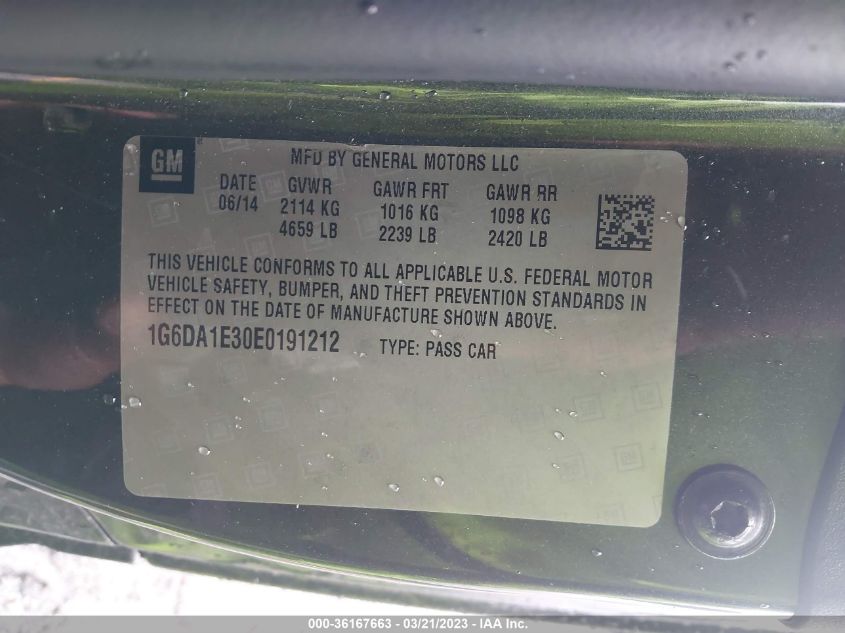 GM
MFD BY GENERAL MOTORS LLC
DATE GVWR GAWR FRT GAWR RR
06/14 2114 KG 1016 KG 1098 KG
4659 LB 2239 LB 2420 LB
THIS VEHICLE CONFORMS TO ALL APPLICABLE U.S. FEDERAL MOTOR
VEHICLE SAFETY, BUMPER, AND THEFT PREVENTION STANDARDS IN
EFFECT ON THE DATE OF MANUFACTURE SHOWN ABOVE.
1G6DA1E30E0191212 TYPE: PASS CAR
000-36167663 - 03/21/2023 - IAA Inc.